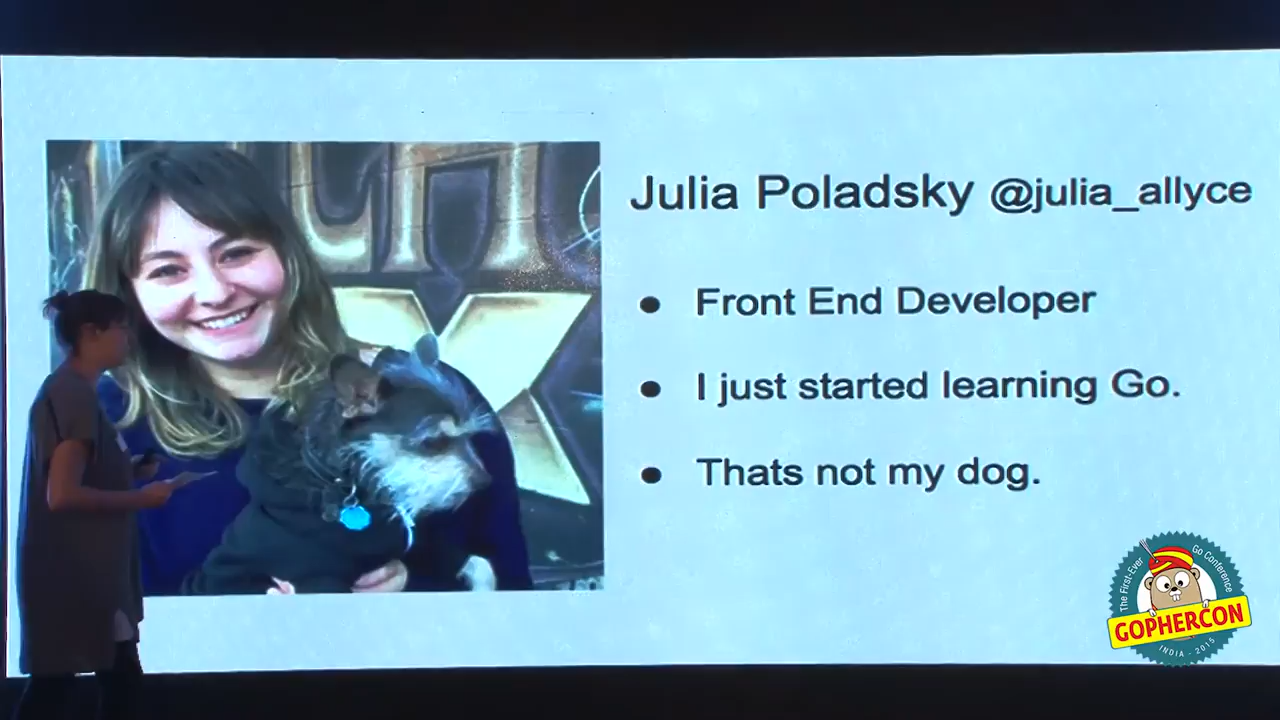 Julia Poladsky @julia_allyce
• Front End Developer
• I just started learning Go.
• Thats not my dog.
The First-Ever Go Conference
GOPHERCON
INDIA - 2015